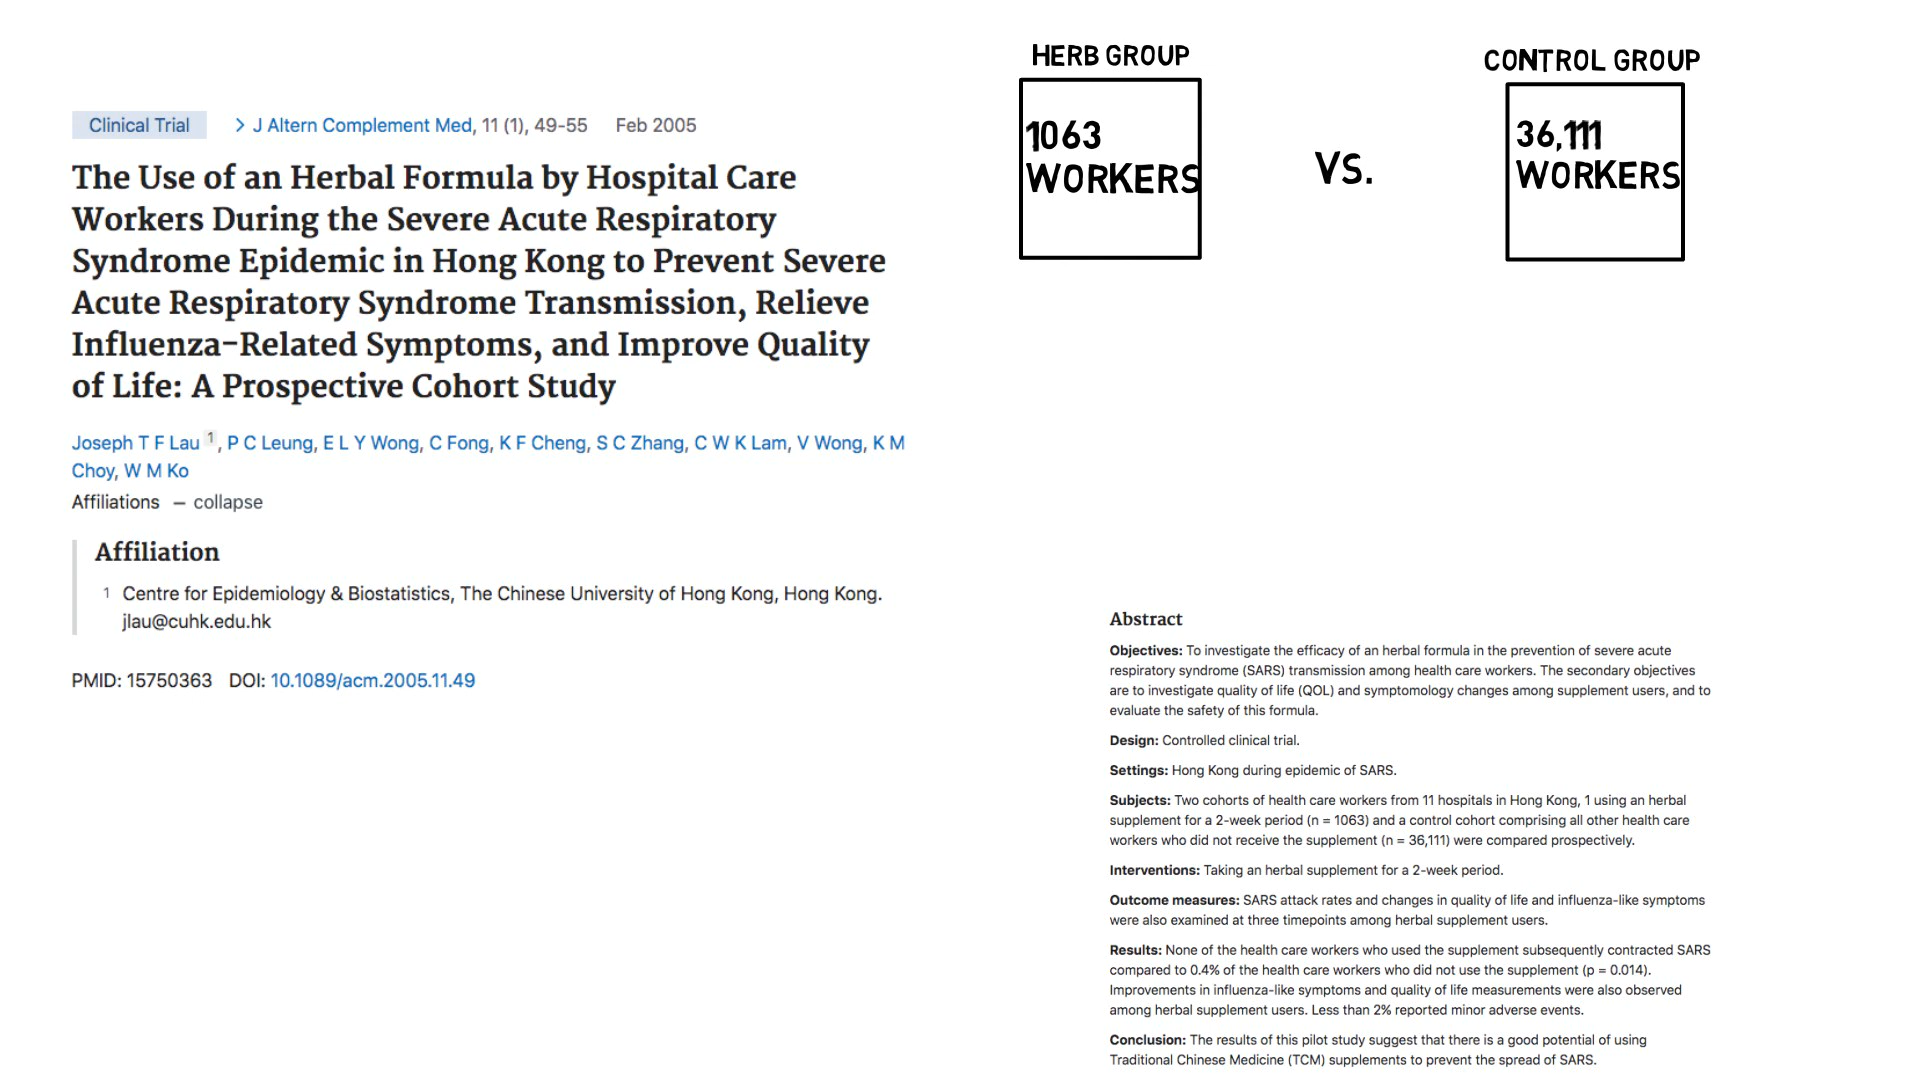 Clinical Trial > J Altern Complement Med, 11 (1), 49-55 Feb 2005
The Use of an Herbal Formula by Hospital Care
Workers During the Severe Acute Respiratory
Syndrome Epidemic in Hong Kong to Prevent Severe
Acute Respiratory Syndrome Transmission, Relieve
Influenza-Related Symptoms, and Improve Quality
of Life: A Prospective Cohort Study
Joseph T F Lau 1, P C Leung, E L Y Wong, C Fong, K F Cheng, S C Zhang, C W K Lam, V Wong, K M
Choy, W M Ko
Affiliations – collapse
Affiliation
1 Centre for Epidemiology & Biostatistics, The Chinese University of Hong Kong, Hong Kong.
jlau@cuhk.edu.hk
PMID: 15750363 DOI: 10.1089/acm.2005.11.49
HERB GROUP
1063
WORKERS
VS.
CONTROL GROUP
36,111
WORKERS
Abstract
Objectives: To investigate the efficacy of an herbal formula in the prevention of severe acute
respiratory syndrome (SARS) transmission among health care workers. The secondary objectives
are to investigate quality of life (QOL) and symptomology changes among supplement users, and to
evaluate the safety of this formula.
Design: Controlled clinical trial.
Settings: Hong Kong during epidemic of SARS.
Subjects: Two cohorts of health care workers from 11 hospitals in Hong Kong, 1 using an herbal
supplement for a 2-week period (n = 1063) and a control cohort comprising all other health care
workers who did not receive the supplement (n = 36,111) were compared prospectively.
Interventions: Taking an herbal supplement for a 2-week period.
Outcome measures: SARS attack rates and changes in quality of life and influenza-like symptoms
were also examined at three timepoints among herbal supplement users.
Results: None of the health care workers who used the supplement subsequently contracted SARS
compared to 0.4% of the health care workers who did not use the supplement (p = 0.014).
Improvements in influenza-like symptoms and quality of life measurements were also observed
among herbal supplement users. Less than 2% reported minor adverse events.
Conclusion: The results of this pilot study suggest that there is a good potential of using
Traditional Chinese Medicine (TCM) supplements to prevent the spread of SARS.